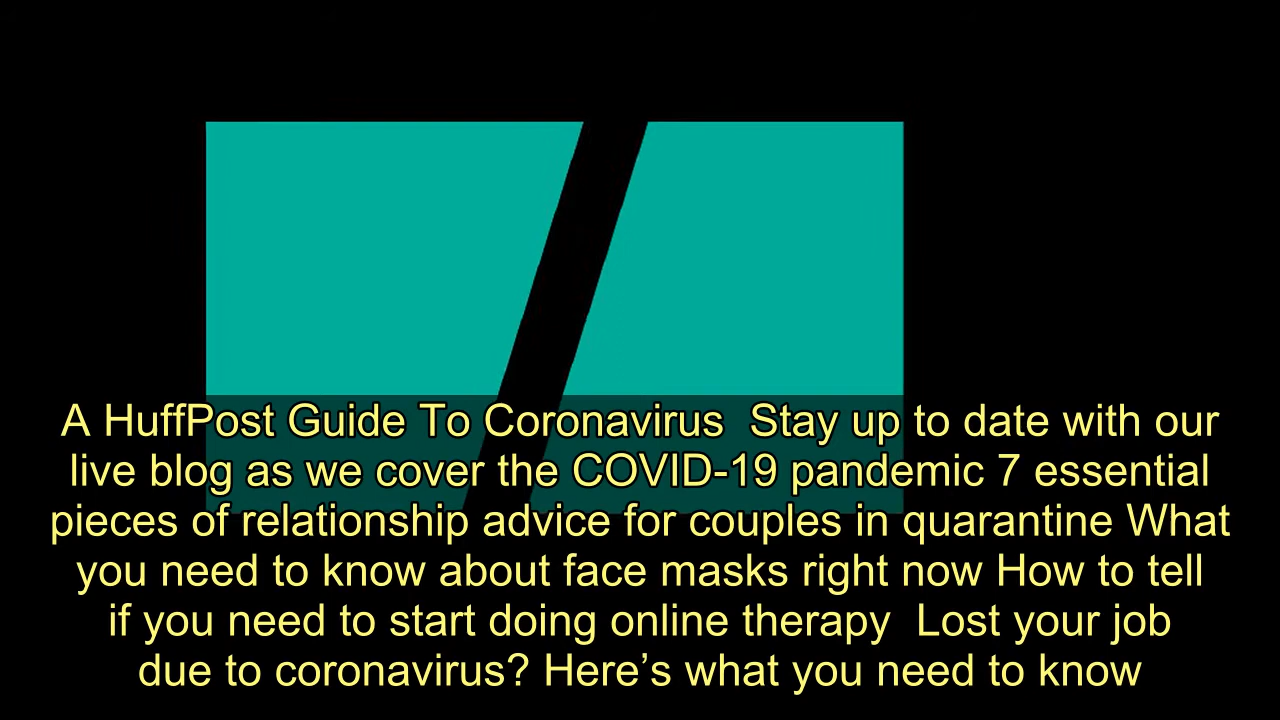 A HuffPost Guide To Coronavirus  Stay up to date with our
live blog as we cover the COVID-19 pandemic 7 essential
pieces of relationship advice for couples in quarantine What
you need to know about face masks right now How to tell
if you need to start doing online therapy  Lost your job
due to coronavirus? Here’s what you need to know